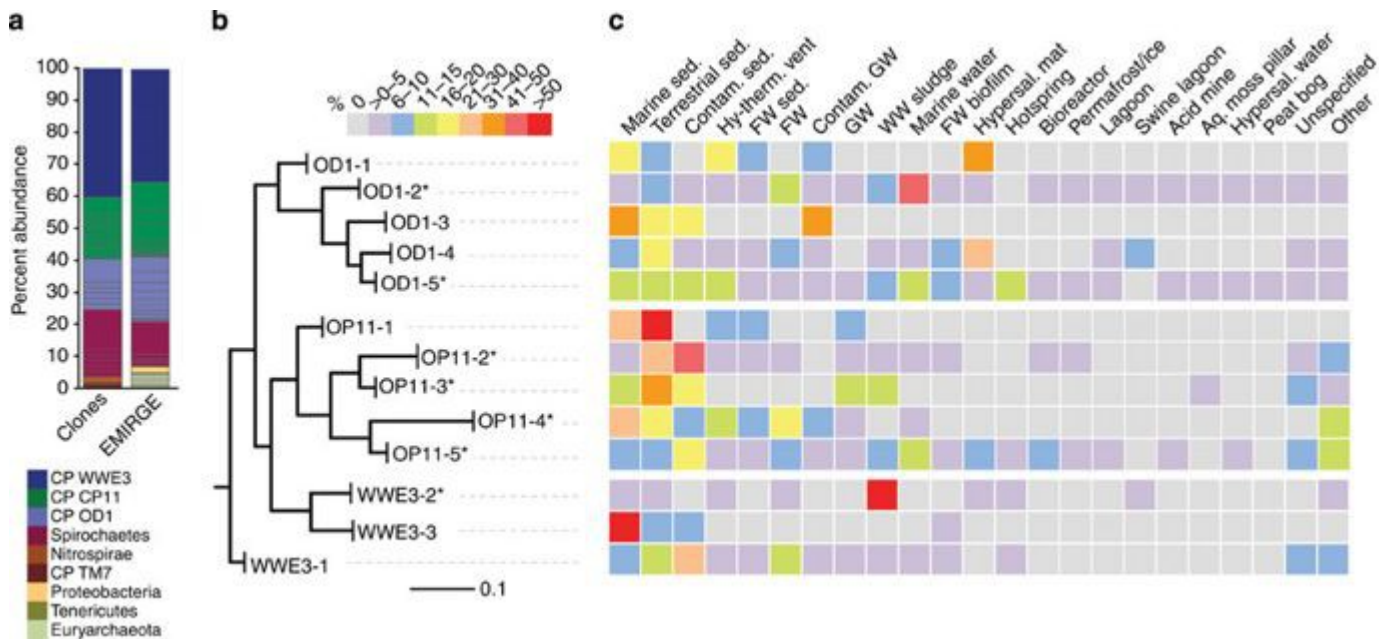 a
b
c
100
90
80
70
60
50
40
30
20
10
0
Percent abundance
Clones
EMIRGE
CP WWE3
CP CP11
CP OD1
Spirochaetes
Nitrospirae
CP TM7
Proteobacteria
Tenericutes
Euryarchaeota
%
0
>0–5
6–10
11–15
16–20
21–30
31–40
41–50
>50
OD1-1
OD1-2*
OD1-3
OD1-4
OD1-5*
OP11-1
OP11-2*
OP11-3*
OP11-4*
OP11-5*
WWE3-2*
WWE3-3
WWE3-1
0.1
Marine sed.
Terrestrial sed.
Contam. sed.
Hy-therm. vent
FW sed.
FW
Contam. GW
GW
WW sludge
Marine water
FW biofilm
Hypersal. mat
Hotspring
Bioreactor
Permafrost/ice
Lagoon
Swine lagoon
Acid mine
Aq. moss pillar
Hypersal. water
Peat bog
Unspecified
Other